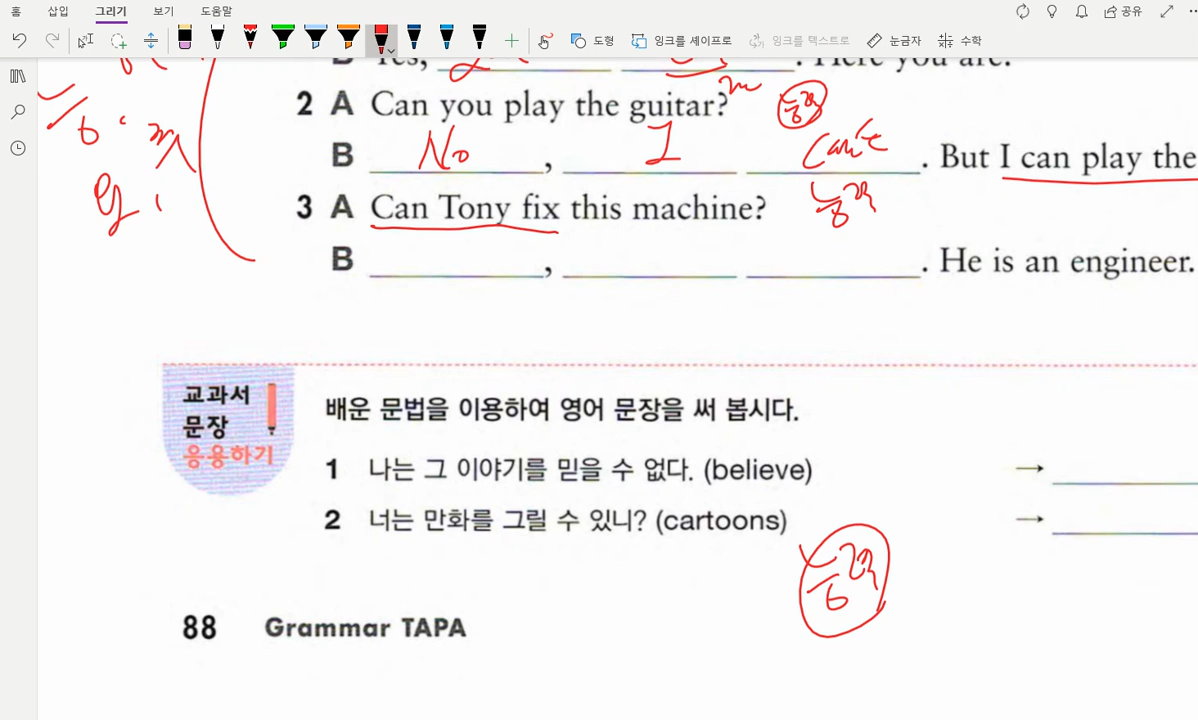 홈 삽입 그리기 보기 도움말
공유
도형 잉크를 셰이프로 잉크를 텍스트로 눈금자 수학
B Yes, . Here you are.
2 A Can you play the guitar? 능력
B No , I can't . But I can play the
3 A Can Tony fix this machine? 능력
B , . He is an engineer.
교과서
문장
응용하기
배운 문법을 이용하여 영어 문장을 써 봅시다.
1 나는 그 이야기를 믿을 수 없다. (believe) →
2 너는 만화를 그릴 수 있니? (cartoons) →
능력
88 Grammar TAPA